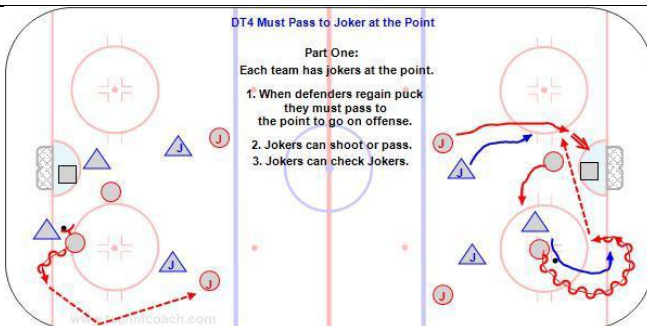 DT4 Must Pass to Joker at the Point
Part One:
Each team has jokers at the point.
1. When defenders regain puck
they must pass to
the point to go on offense.
2. Jokers can shoot or pass.
3. Jokers can check Jokers.
J
J
J
J
J
J
J
J